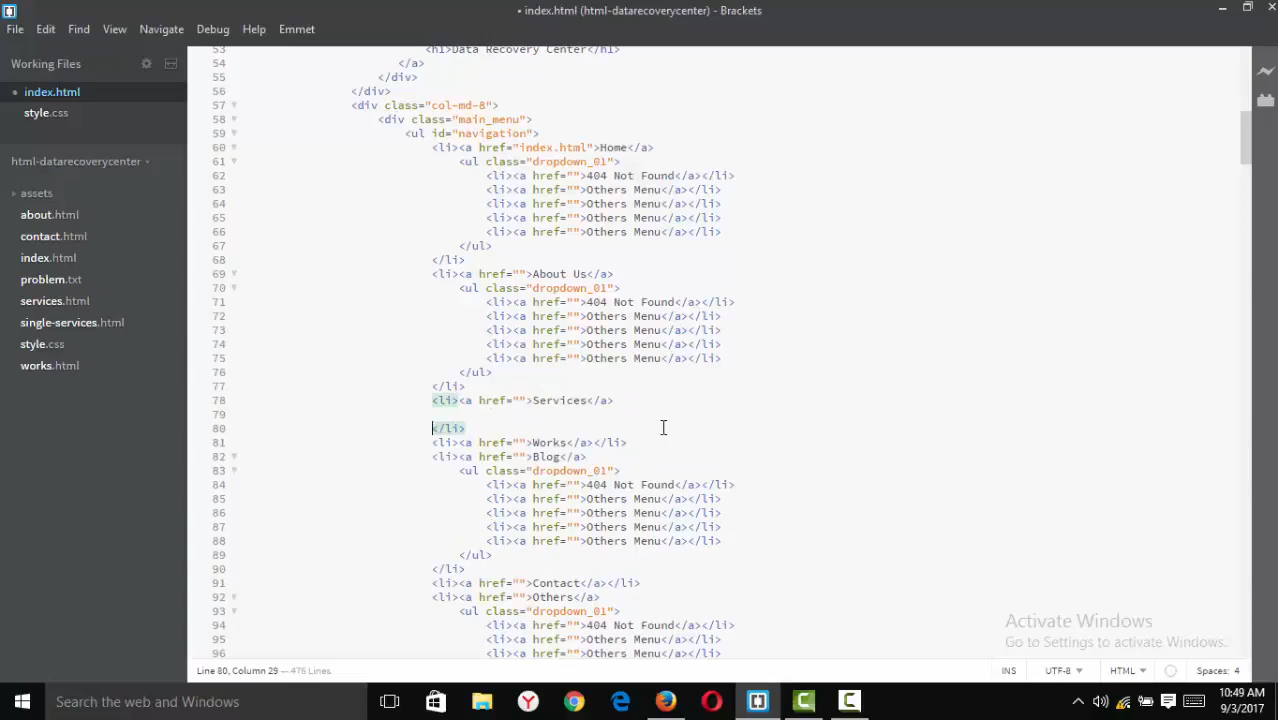 • index.html (html-datarecoverycenter) - Brackets
File Edit Find View Navigate Debug Help Emmet
Working Files
• index.html
style.css
html-datarecoverycenter
assets
about.html
contact.html
index.html
problem.txt
services.html
single-services.html
style.css
works.html
53 <h1>Data Recovery Center</h1>
54 </a>
55 </div>
56 </div>
57 <div class="col-md-8">
58 <div class="main_menu">
59 <ul id="navigation">
60 <li><a href="index.html">Home</a>
61 <ul class="dropdown_01">
62 <li><a href="">404 Not Found</a></li>
63 <li><a href="">Others Menu</a></li>
64 <li><a href="">Others Menu</a></li>
65 <li><a href="">Others Menu</a></li>
66 <li><a href="">Others Menu</a></li>
67 </ul>
68 </li>
69 <li><a href="">About Us</a>
70 <ul class="dropdown_01">
71 <li><a href="">404 Not Found</a></li>
72 <li><a href="">Others Menu</a></li>
73 <li><a href="">Others Menu</a></li>
74 <li><a href="">Others Menu</a></li>
75 <li><a href="">Others Menu</a></li>
76 </ul>
77 </li>
78 <li><a href="">Services</a>
79
80 </li>
81 <li><a href="">Works</a></li>
82 <li><a href="">Blog</a>
83 <ul class="dropdown_01">
84 <li><a href="">404 Not Found</a></li>
85 <li><a href="">Others Menu</a></li>
86 <li><a href="">Others Menu</a></li>
87 <li><a href="">Others Menu</a></li>
88 <li><a href="">Others Menu</a></li>
89 </ul>
90 </li>
91 <li><a href="">Contact</a></li>
92 <li><a href="">Others</a>
93 <ul class="dropdown_01">
94 <li><a href="">404 Not Found</a></li>
95 <li><a href="">Others Menu</a></li>
96 <li><a href="">Others Menu</a></li>
Activate Windows
Go to Settings to activate Windows.
Line 80, Column 29 — 476 Lines
INS UTF-8 HTML Spaces: 4
Search the web and Windows
10:49 AM
9/3/2017